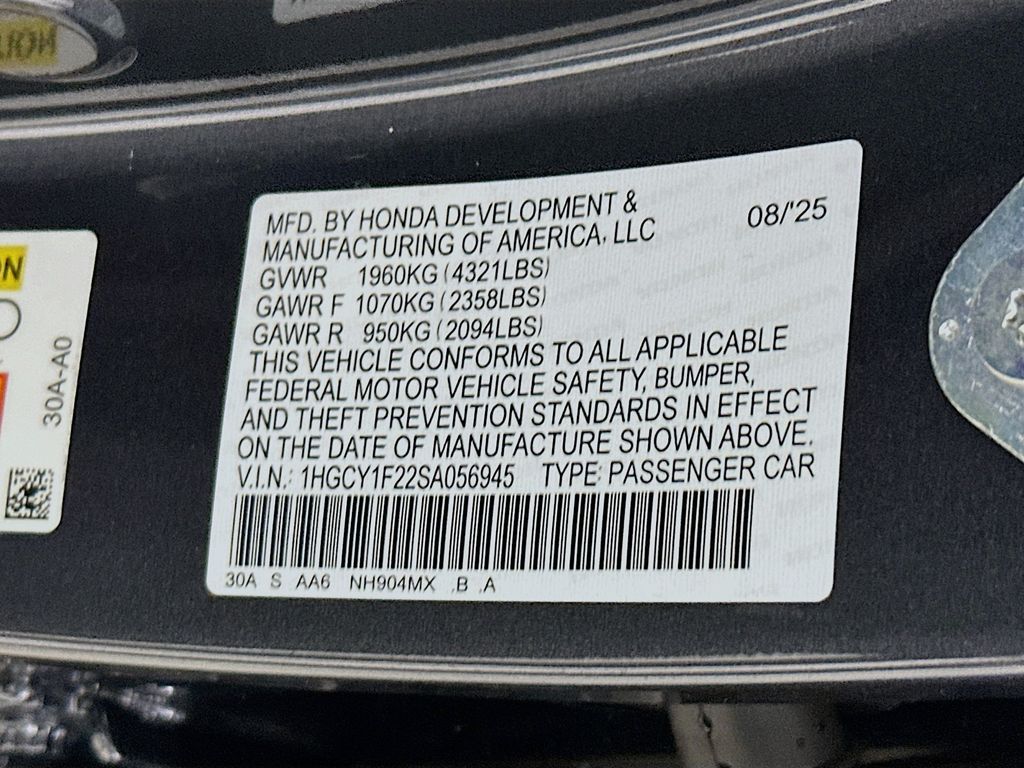 MFD. BY HONDA DEVELOPMENT &
MANUFACTURING OF AMERICA, LLC
08/'25
GVWR 1960KG (4321LBS)
GAWR F 1070KG (2358LBS)
GAWR R 950KG (2094LBS)
THIS VEHICLE CONFORMS TO ALL APPLICABLE
FEDERAL MOTOR VEHICLE SAFETY, BUMPER,
AND THEFT PREVENTION STANDARDS IN EFFECT
ON THE DATE OF MANUFACTURE SHOWN ABOVE.
V.I.N.: 1HGCY1F22SA056945 TYPE: PASSENGER CAR
30A S AA6 NH904MX .B .A
30A-A0